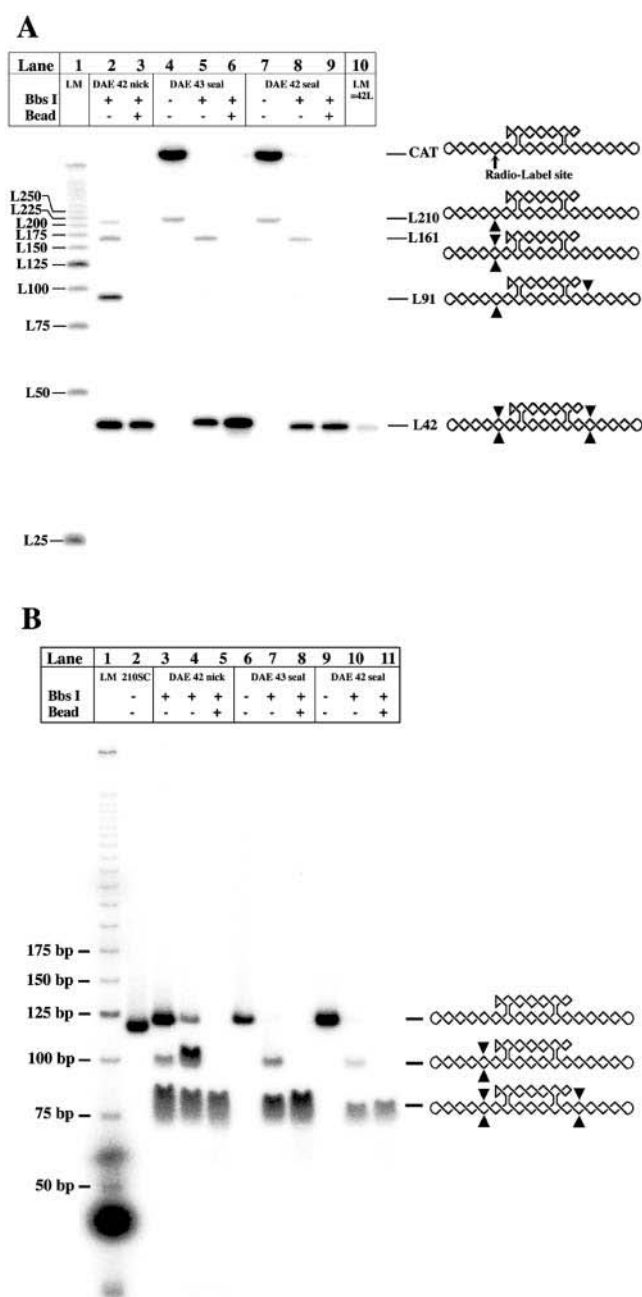 A
Lane 1 2 3 4 5 6 7 8 9 10
LM DAE 42 nick DAE 43 seal DAE 42 seal LM
=42L
Bbs I + + - + + - + +
Bead - + - - + - - +
CAT
Radio-Label site
L250
L225
L200
L175
L150
L125
L100
L75
L50
L25
L210
L161
L91
L42
B
Lane 1 2 3 4 5 6 7 8 9 10 11
LM 210SC DAE 42 nick DAE 43 seal DAE 42 seal
Bbs I - + + + - + + - + +
Bead - - - + - - + - - +
175 bp
150 bp
125 bp
100 bp
75 bp
50 bp